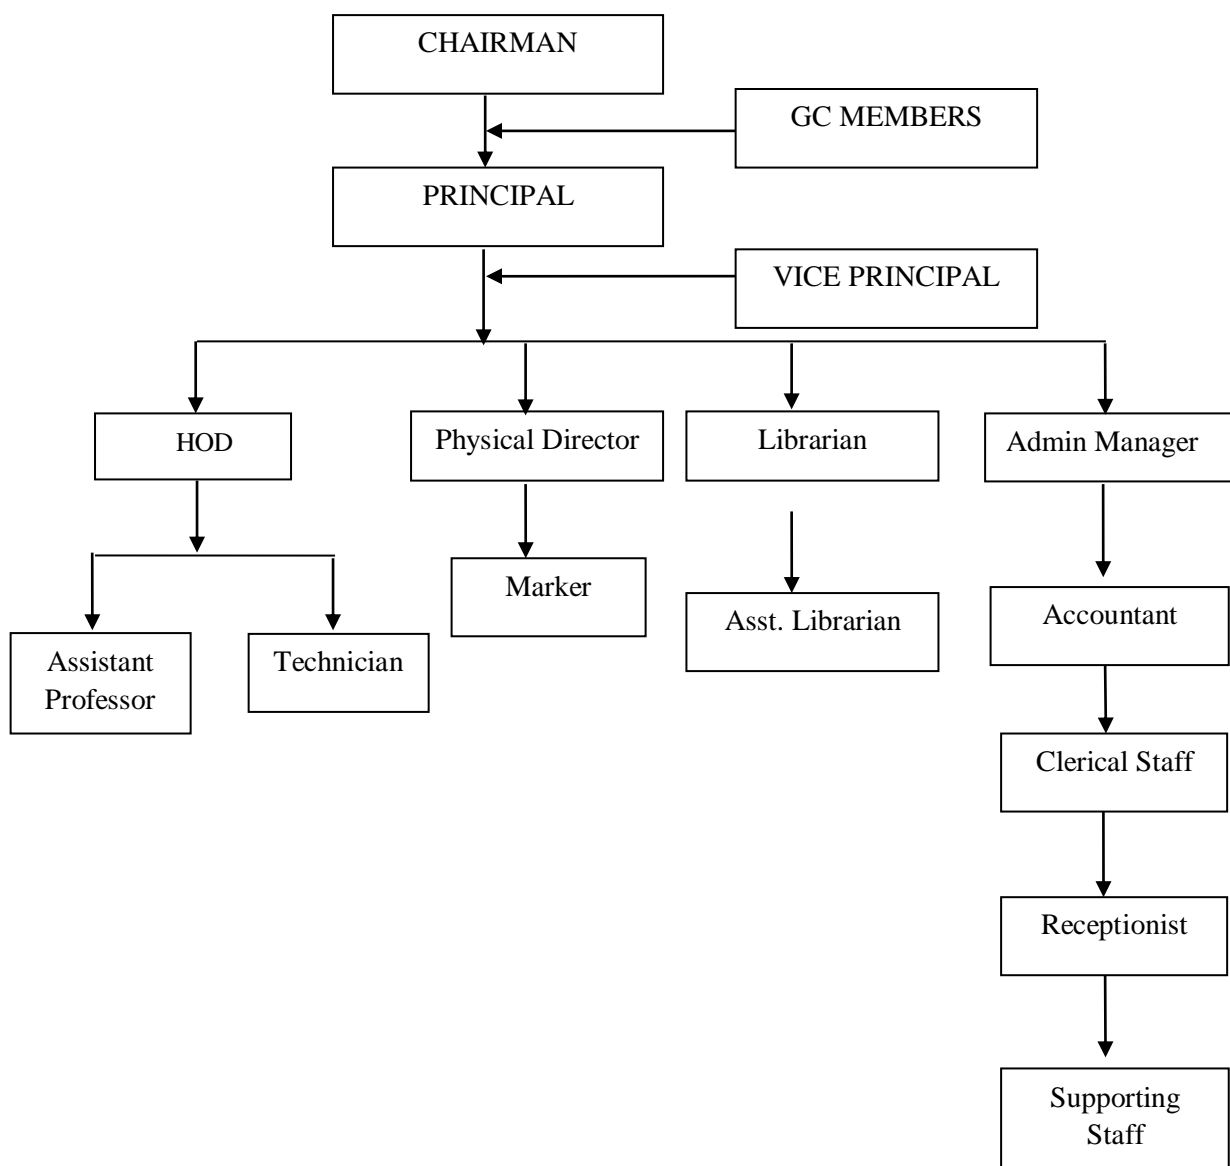 CHAIRMAN
GC MEMBERS
PRINCIPAL
VICE PRINCIPAL
HOD
Physical Director
Librarian
Admin Manager
Marker
Asst. Librarian
Accountant
Assistant
Professor
Technician
Clerical Staff
Receptionist
Supporting
Staff